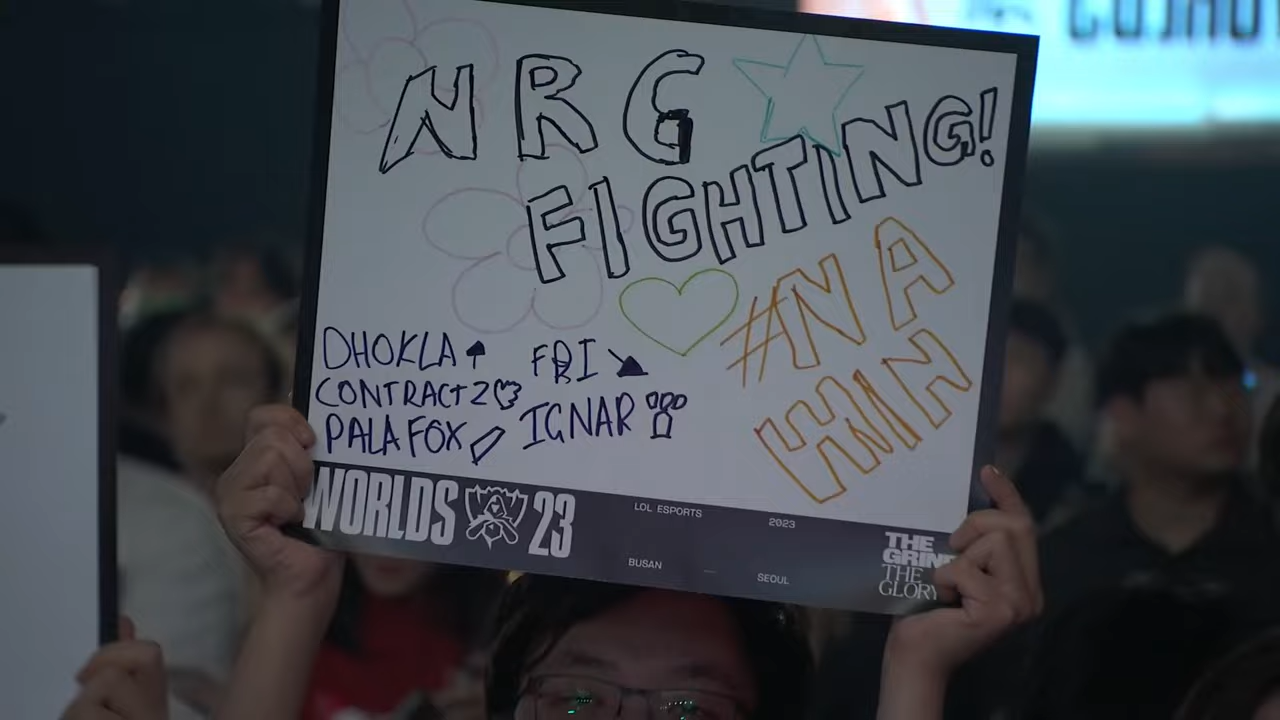 NRG
FIGHTING!
#NA
WIN
DHOKLA FBI
CONTRACTZ
PALAFOX IGNAR
WORLDS 23
LOL ESPORTS 2023
BUSAN — SEOUL
THE
GRIND
THE
GLORY